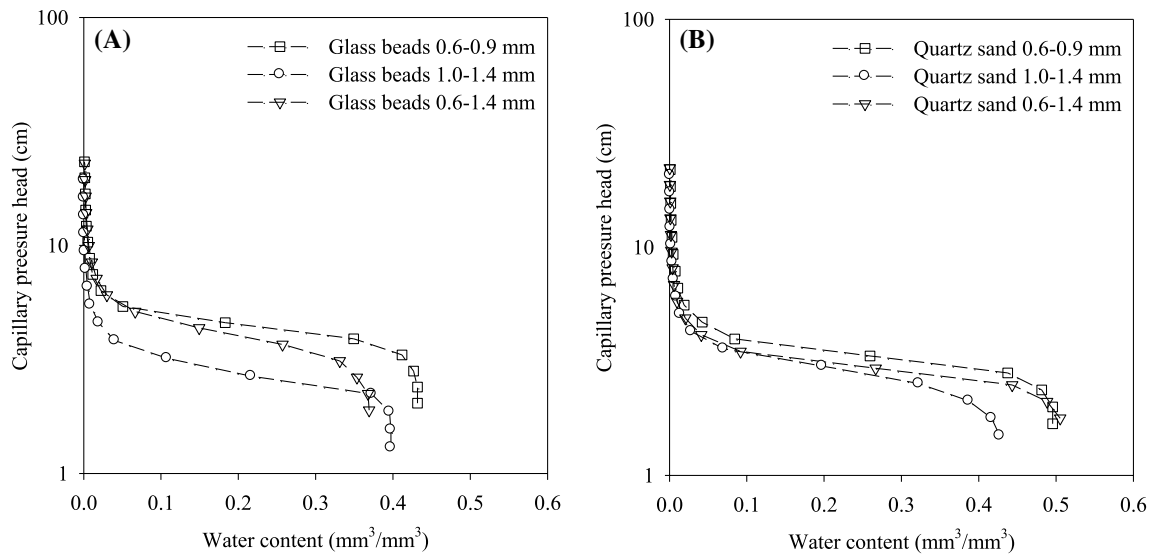 (A)
Glass beads 0.6-0.9 mm
Glass beads 1.0-1.4 mm
Glass beads 0.6-1.4 mm
100
10
1
Capillary preesure head (cm)
0.0 0.1 0.2 0.3 0.4 0.5 0.6
Water content (mm³/mm³)
(B)
Quartz sand 0.6-0.9 mm
Quartz sand 1.0-1.4 mm
Quartz sand 0.6-1.4 mm
100
10
1
Capillary preesure head (cm)
0.0 0.1 0.2 0.3 0.4 0.5 0.6
Water content (mm³/mm³)